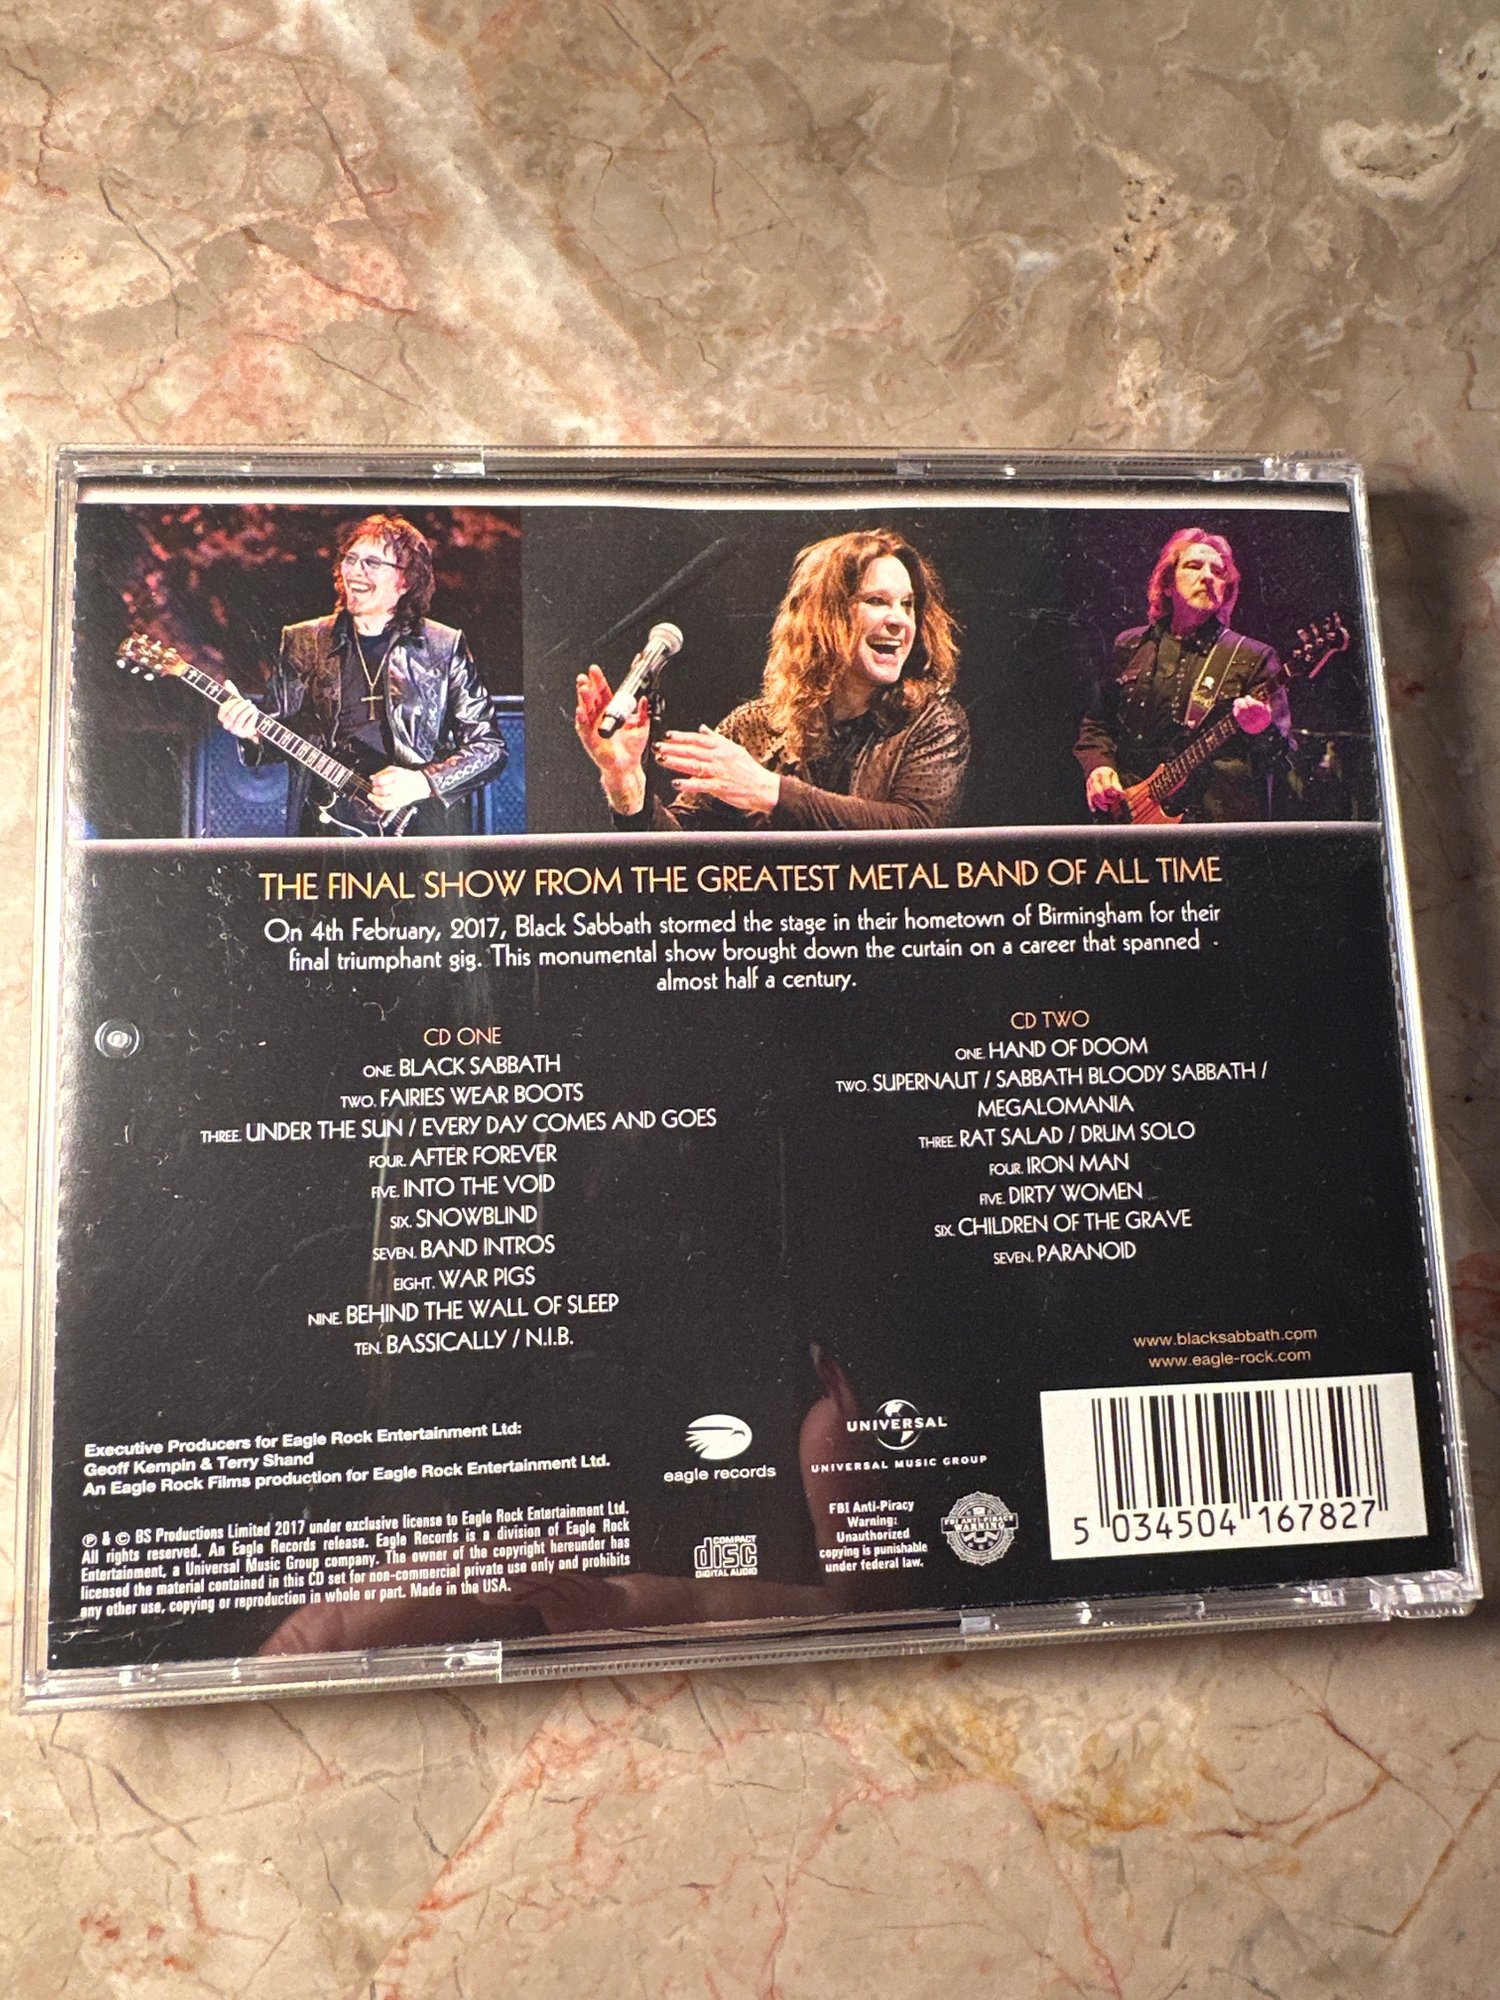 THE FINAL SHOW FROM THE GREATEST METAL BAND OF ALL TIME
On 4th February, 2017, Black Sabbath stormed the stage in their hometown of Birmingham for their
final triumphant gig. This monumental show brought down the curtain on a career that spanned
almost half a century.
CD ONE
ONE. BLACK SABBATH
TWO. FAIRIES WEAR BOOTS
THREE. UNDER THE SUN / EVERY DAY COMES AND GOES
FOUR. AFTER FOREVER
FIVE. INTO THE VOID
SIX. SNOWBLIND
SEVEN. BAND INTROS
EIGHT. WAR PIGS
NINE. BEHIND THE WALL OF SLEEP
TEN. BASSICALLY / N.I.B.
CD TWO
ONE. HAND OF DOOM
TWO. SUPERNAUT / SABBATH BLOODY SABBATH /
MEGALOMANIA
THREE. RAT SALAD / DRUM SOLO
FOUR. IRON MAN
FIVE. DIRTY WOMEN
SIX. CHILDREN OF THE GRAVE
SEVEN. PARANOID
www.blacksabbath.com
www.eagle-rock.com
Executive Producers for Eagle Rock Entertainment Ltd:
Geoff Kempin & Terry Shand
An Eagle Rock Films production for Eagle Rock Entertainment Ltd.
℗ & © BS Productions Limited 2017 under exclusive license to Eagle Rock Entertainment Ltd.
All rights reserved. An Eagle Records release. Eagle Records is a division of Eagle Rock
Entertainment, a Universal Music Group company. The owner of the copyright hereunder has
licensed the material contained in this CD set for non-commercial private use only and prohibits
any other use, copying or reproduction in whole or part. Made in the USA.
eagle records
COMPACT
disc
DIGITAL AUDIO
UNIVERSAL
UNIVERSAL MUSIC GROUP
FBI Anti-Piracy
Warning:
Unauthorized
copying is punishable
under federal law.
FBI ANTI-PIRACY
WARNING
5 034504 167827